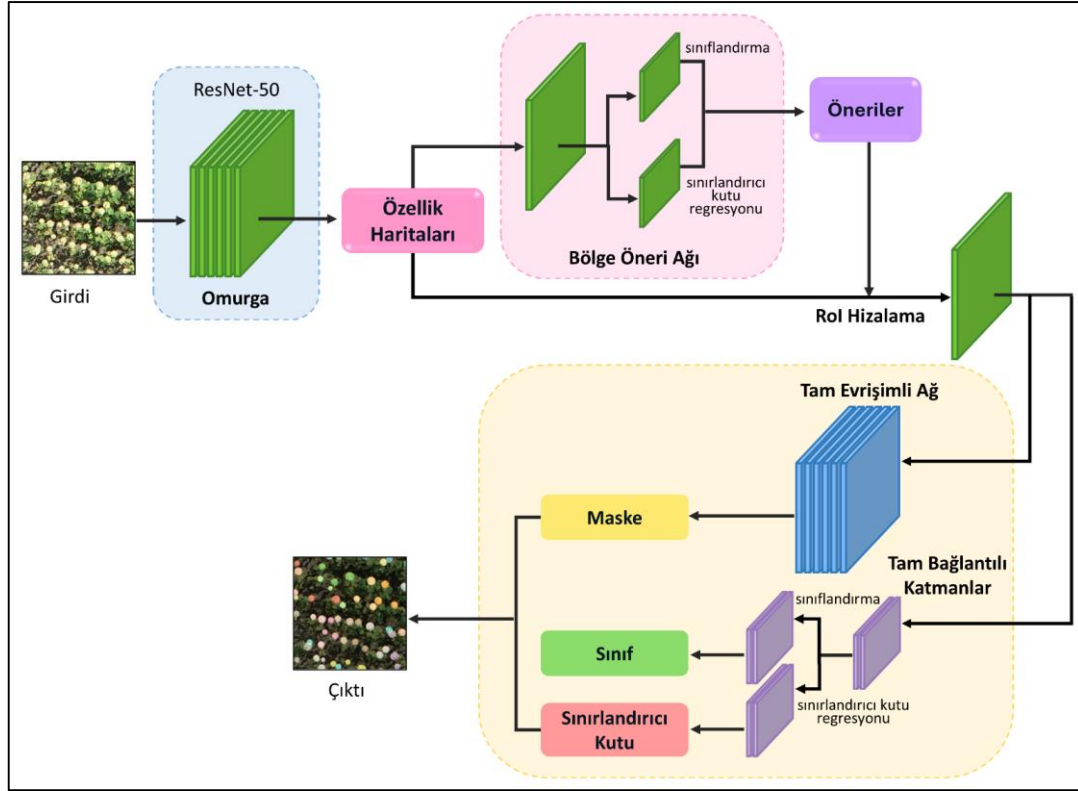 ResNet-50
Omurga
Girdi
Özellik
Haritaları
sınıflandırma
sınırlandırıcı
kutu
regresyonu
Bölge Öneri Ağı
Öneriler
RoI Hizalama
Tam Evrişimli Ağ
Maske
Tam Bağlantılı
Katmanlar
sınıflandırma
Sınıf
sınırlandırıcı kutu
regresyonu
Sınırlandırıcı
Kutu
Çıktı